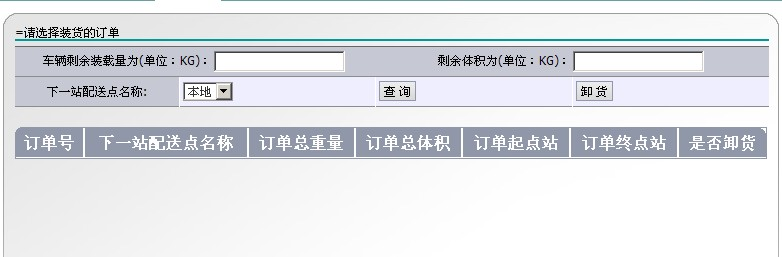 =请选择装货的订单
车辆剩余装载量为(单位：KG)： 剩余体积为(单位：KG)：
下一站配送点名称: 本地 查 询 卸 货
订单号 下一站配送点名称 订单总重量 订单总体积 订单起点站 订单终点站 是否卸货